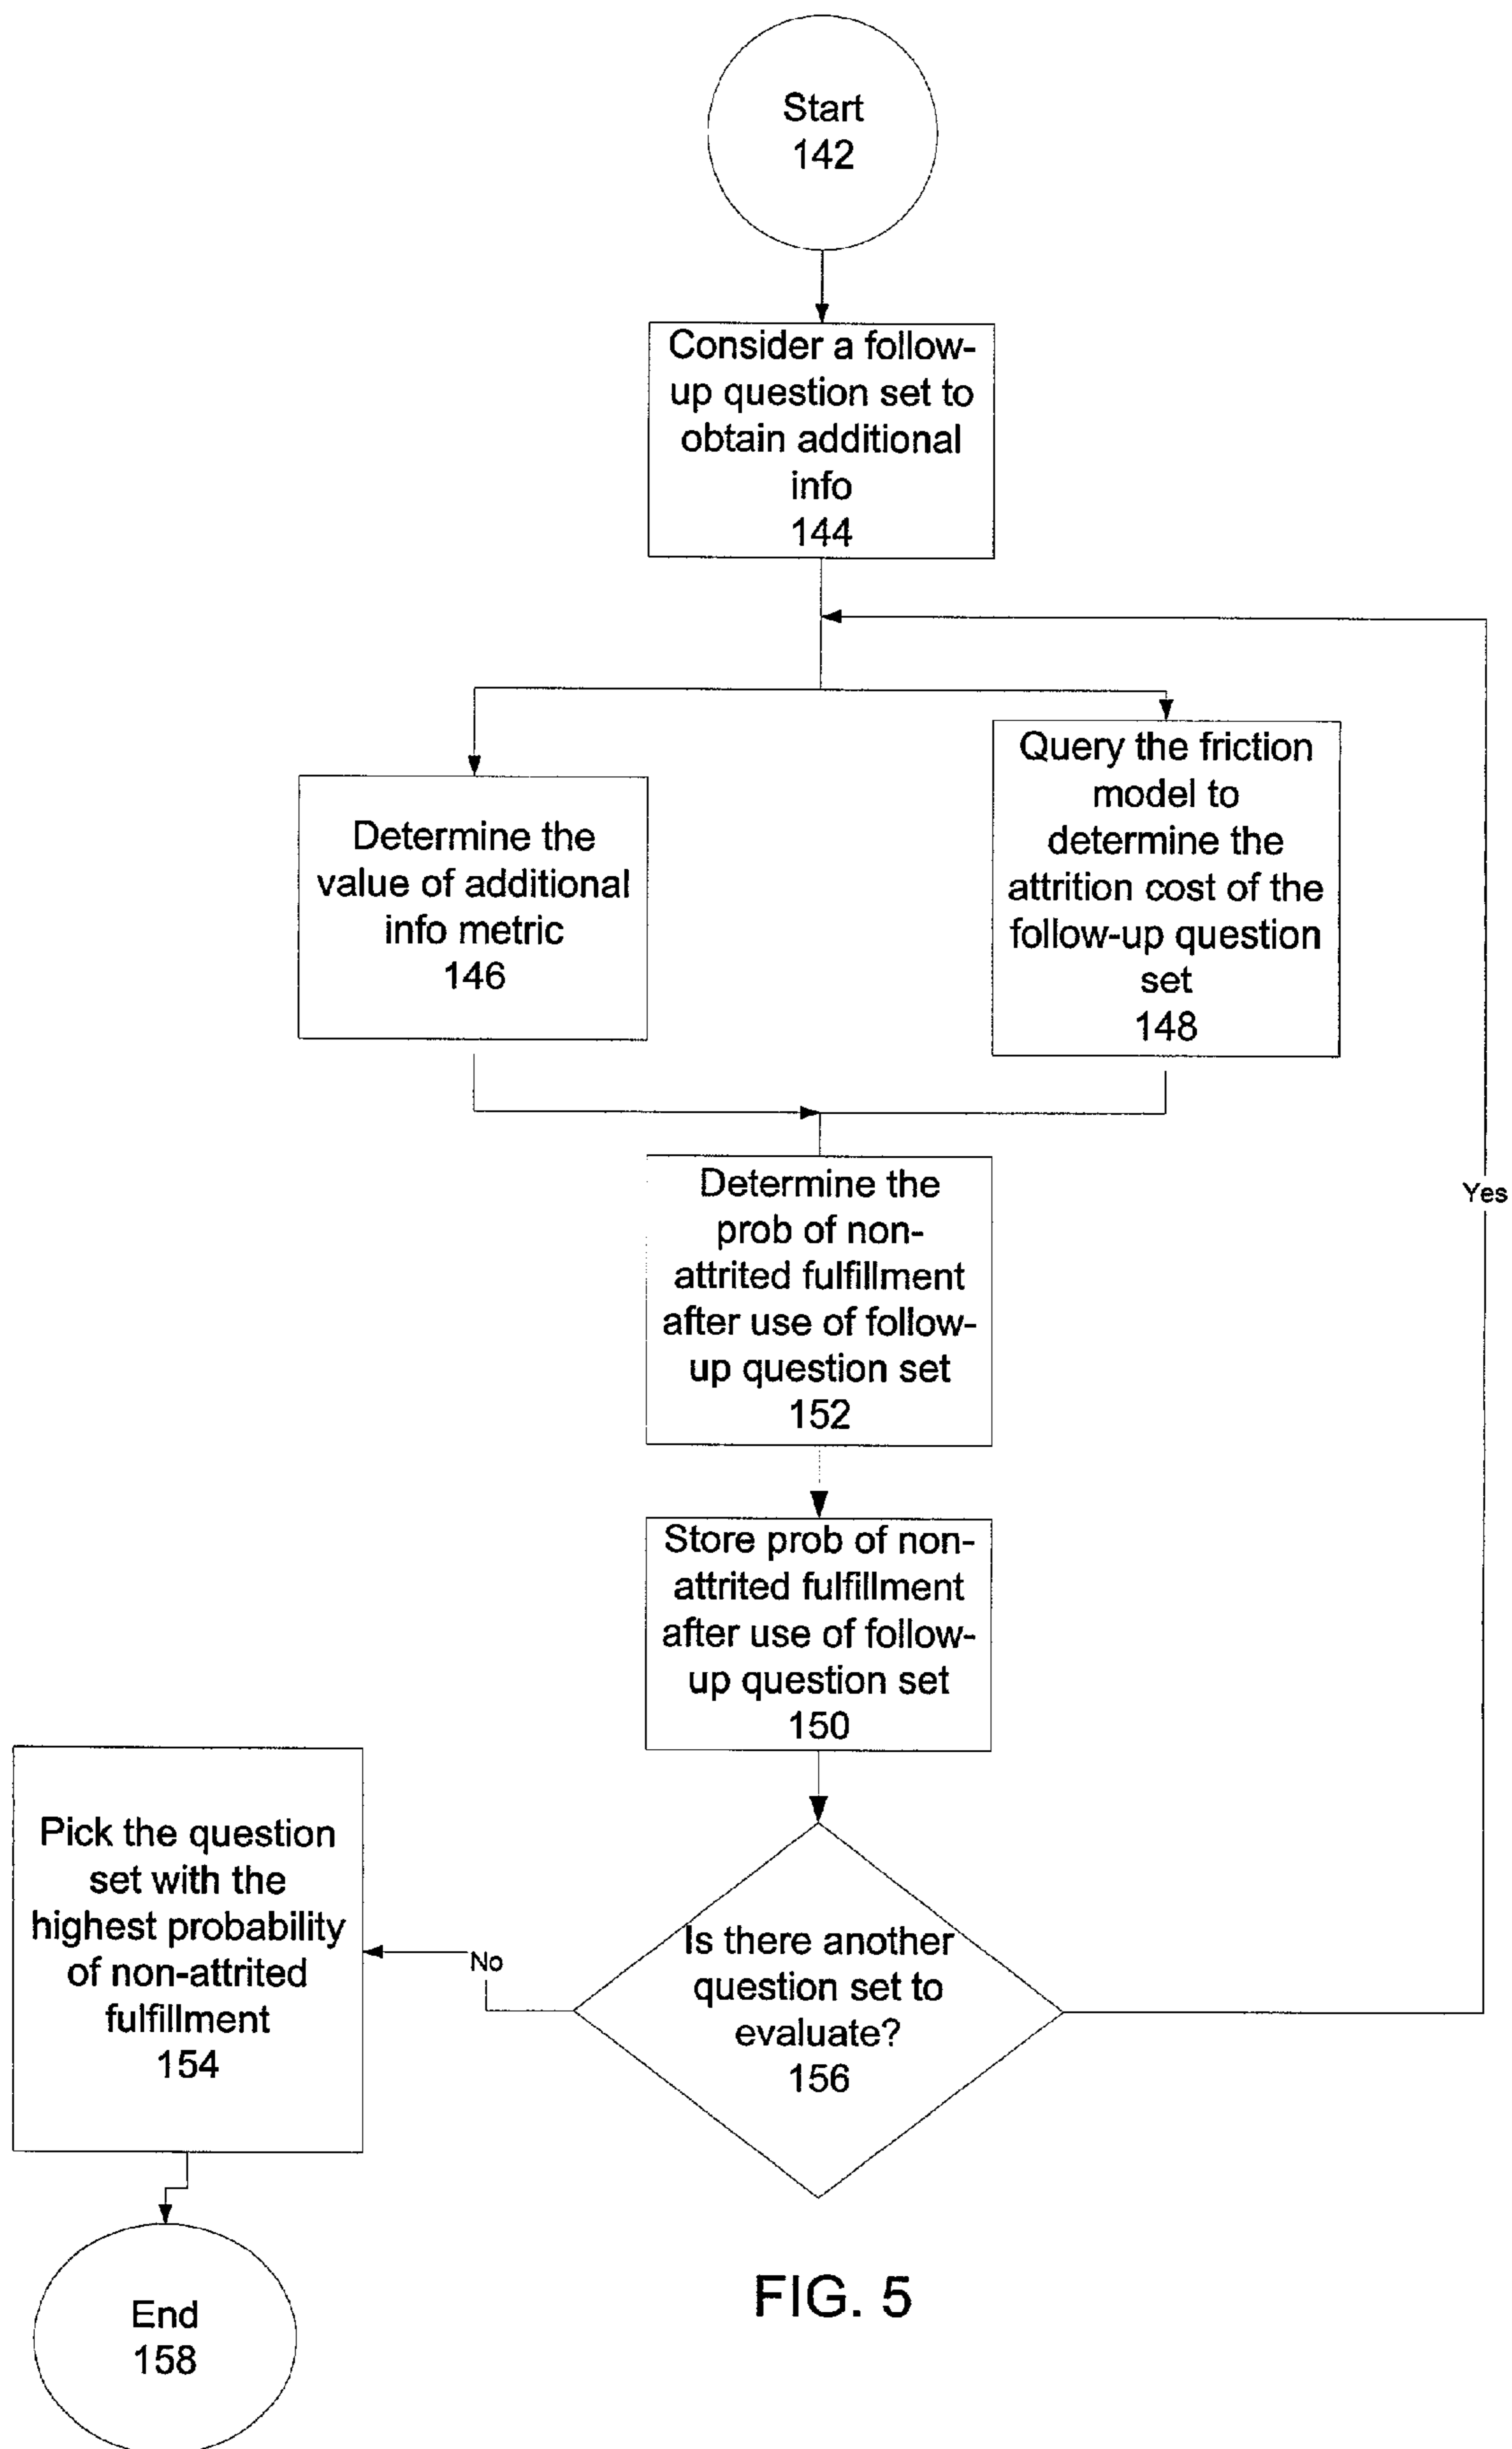 Start
142
Consider a follow-
up question set to
obtain additional
info
144
Determine the
value of additional
info metric
146
Query the friction
model to
determine the
attrition cost of the
follow-up question
set
148
Determine the
prob of non-
attrited fulfillment
after use of follow-
up question set
152
Yes
Store prob of non-
attrited fulfillment
after use of follow-
up question set
150
Is there another
question set to
evaluate?
156
No
Pick the question
set with the
highest probability
of non-attrited
fulfillment
154
End
158
FIG. 5